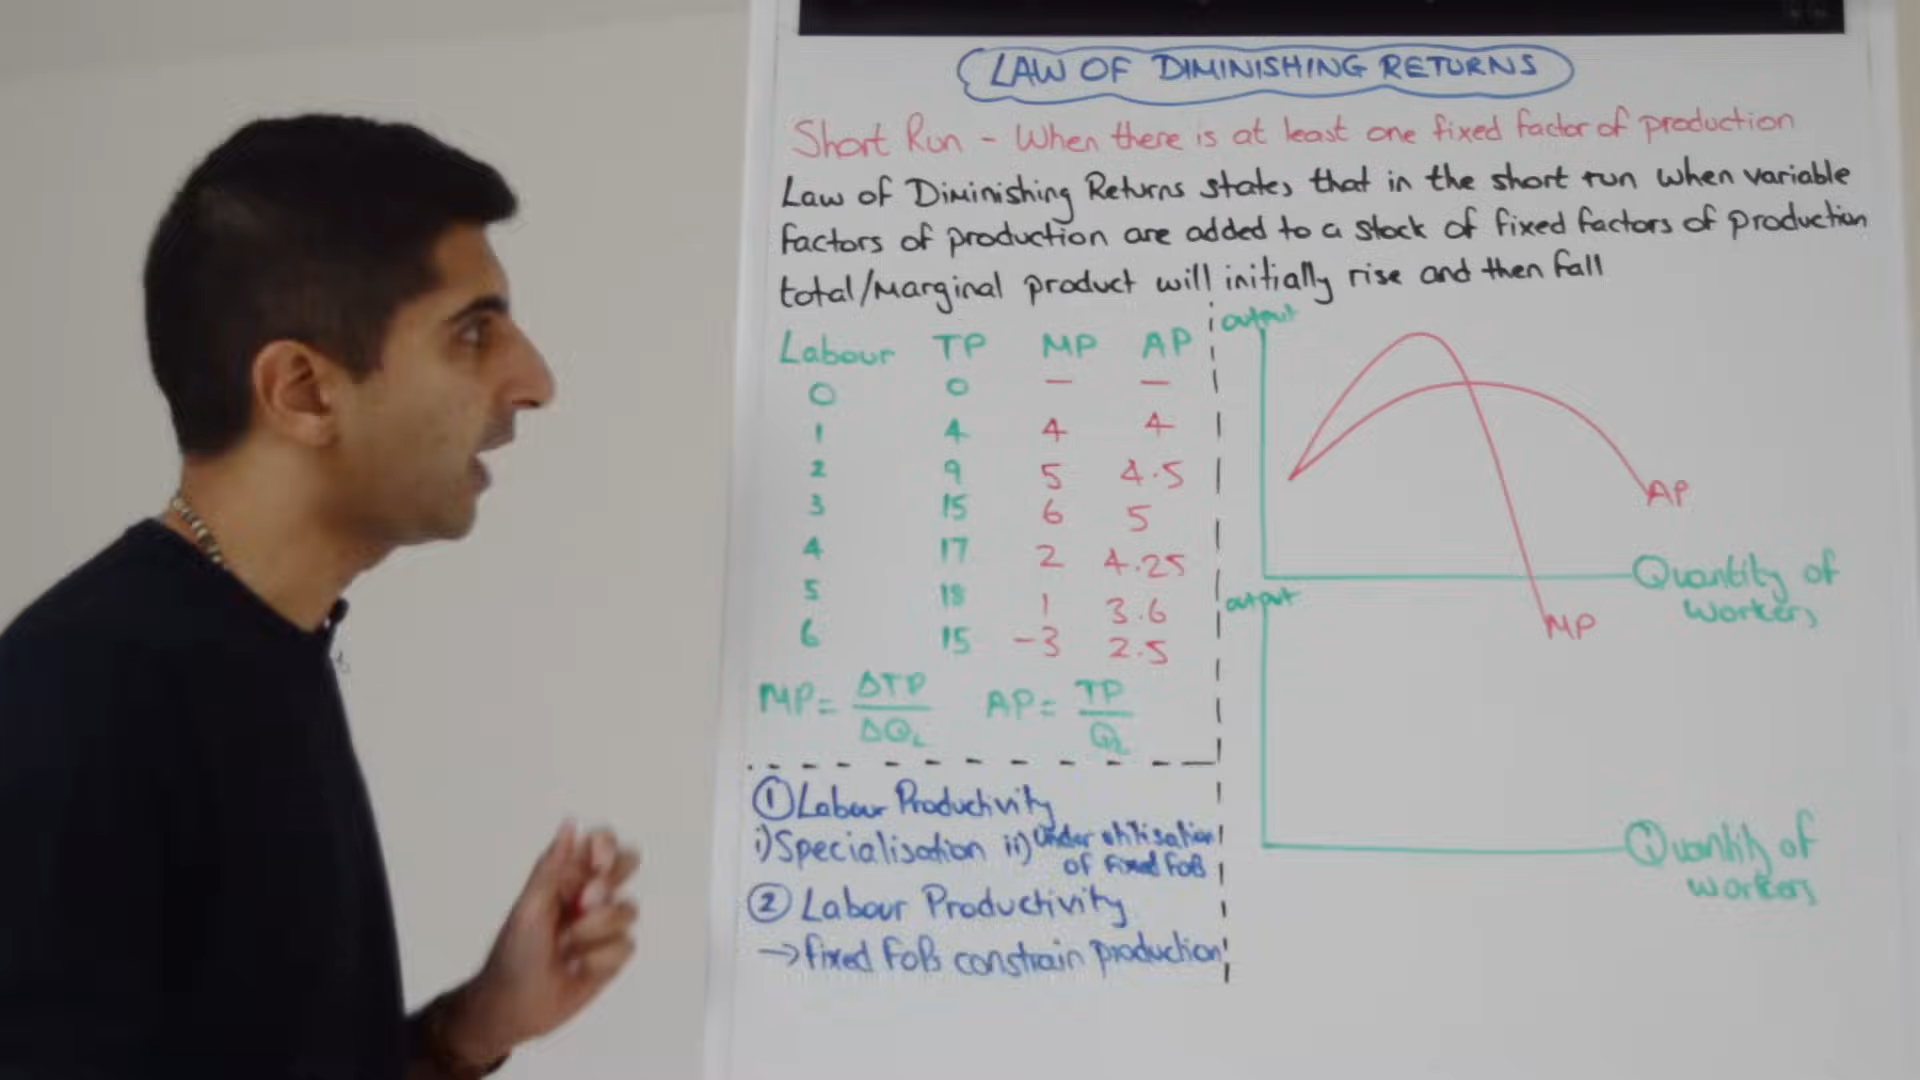 LAW OF DIMINISHING RETURNS
Short Run - When there is at least one fixed factor of production
Law of Diminishing Returns states that in the short run when variable
factors of production are added to a stock of fixed factors of production
total/marginal product will initially rise and then fall
Labour TP MP AP
0 0 — —
1 4 4 4
2 9 5 4.5
3 15 6 5
4 17 2 4.25
5 18 1 3.6
6 15 -3 2.5
MP = ΔTP/ΔQL AP = TP/QL
① Labour Productivity
i) Specialisation ii) Under utilisation
of Fixed FoPs
② Labour Productivity
→ fixed FoPs constrain production
output
AP
Quantity of
workers
MP
output
Quantity of
workers